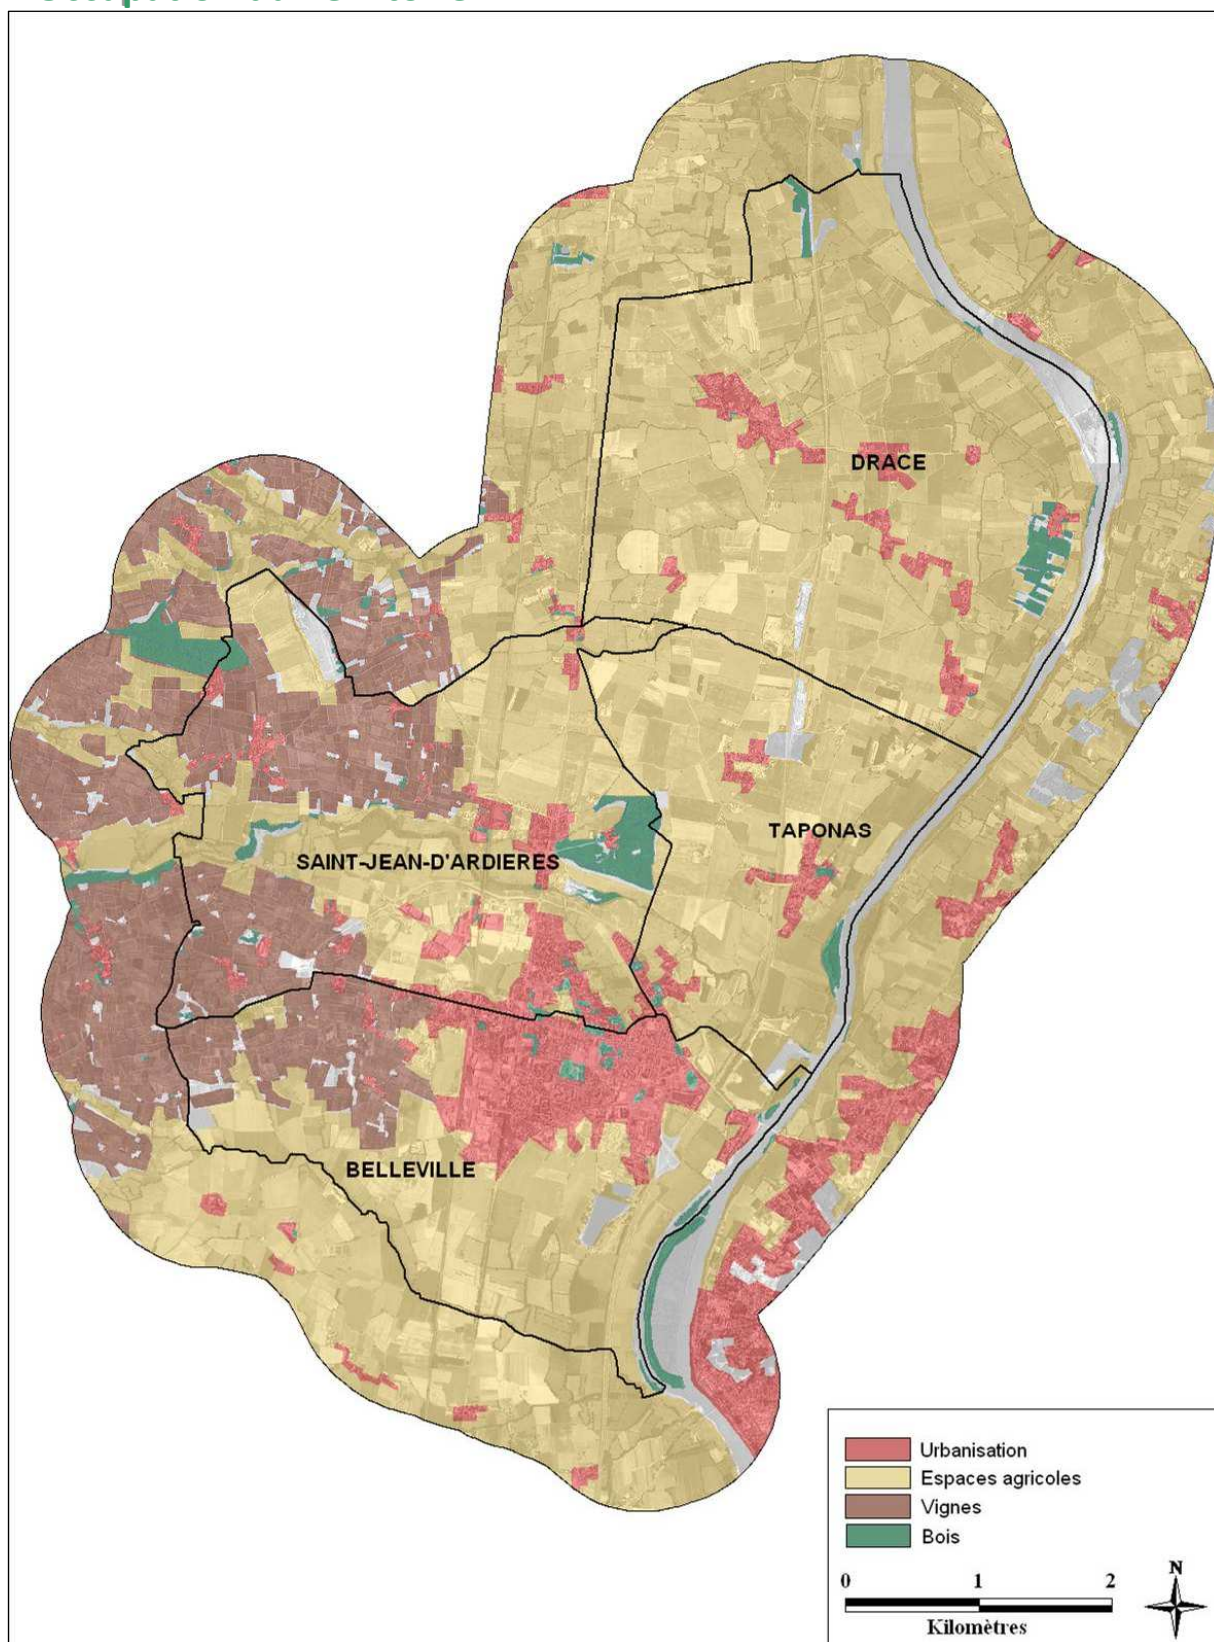 DRACE
TAPONAS
SAINT-JEAN-D'ARDIERES
BELLEVILLE
Urbanisation
Espaces agricoles
Vignes
Bois
0 1 2
Kilomètres
N